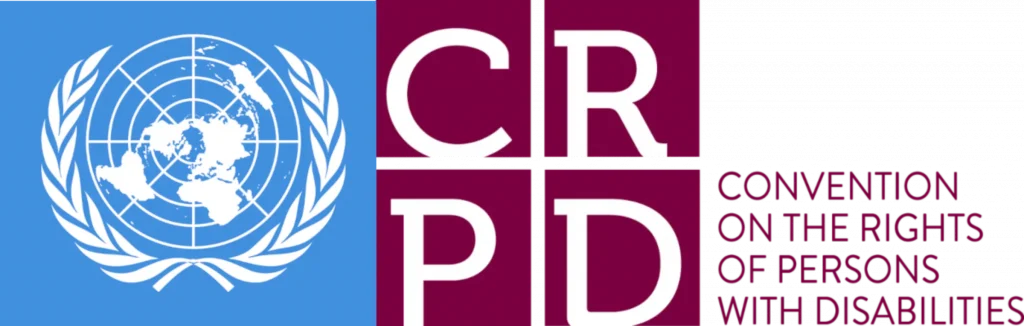 CR
PD
CONVENTION
ON THE RIGHTS
OF PERSONS
WITH DISABILITIES